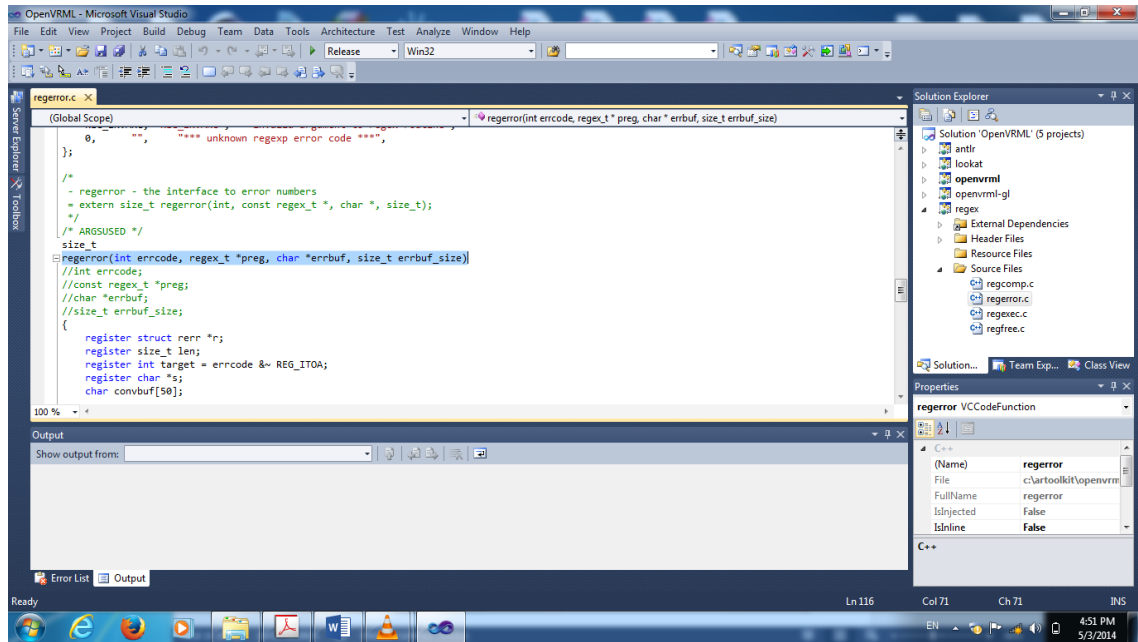 OpenVRML - Microsoft Visual Studio
File Edit View Project Build Debug Team Data Tools Architecture Test Analyze Window Help
Release Win32
Server Explorer
Toolbox
regerror.c
(Global Scope) regerror(int errcode, regex_t * preg, char * errbuf, size_t errbuf_size)
0, "", "*** unknown regexp error code ***",
};
/*
- regerror - the interface to error numbers
= extern size_t regerror(int, const regex_t *, char *, size_t);
*/
/* ARGSUSED */
size_t
regerror(int errcode, regex_t *preg, char *errbuf, size_t errbuf_size)
//int errcode;
//const regex_t *preg;
//char *errbuf;
//size_t errbuf_size;
{
register struct rerr *r;
register size_t len;
register int target = errcode &~ REG_ITOA;
register char *s;
char convbuf[50];
100 %
Output
Show output from:
Error List Output
Solution Explorer
Solution 'OpenVRML' (5 projects)
antlr
lookat
openvrml
openvrml-gl
regex
External Dependencies
Header Files
Resource Files
Source Files
regcomp.c
regerror.c
regexec.c
regfree.c
Solution... Team Exp... Class View
Properties
regerror VCCodeFunction
C++
(Name) regerror
File c:\artoolkit\openvrm
FullName regerror
IsInjected False
IsInline False
C++
Ready Ln 116 Col 71 Ch 71 INS
EN 4:51 PM
5/3/2014